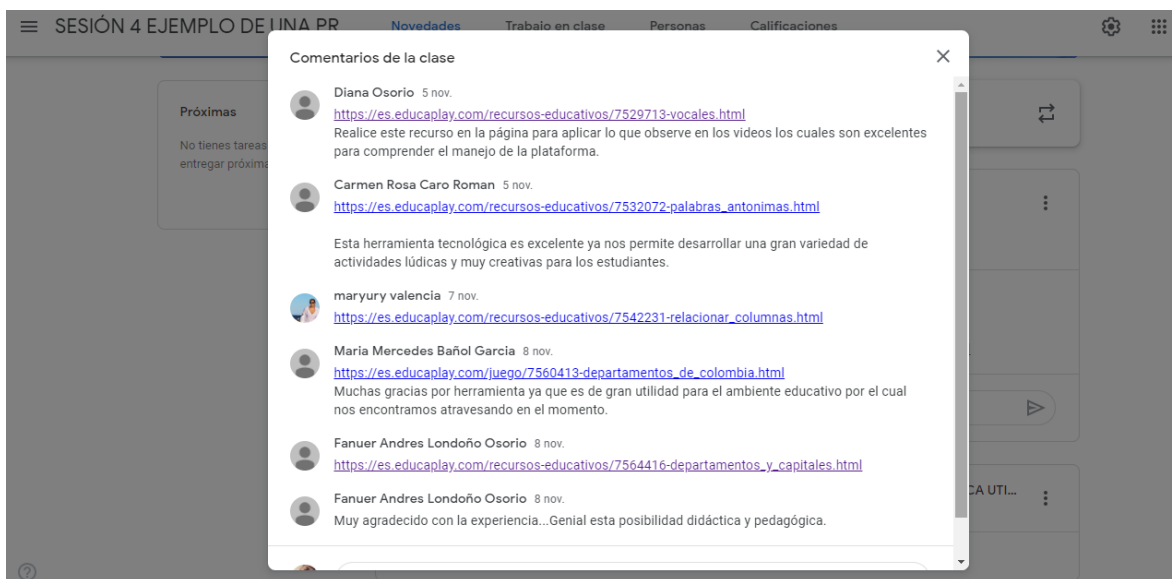 SESIÓN 4 EJEMPLO DE UNA PR
Novedades
Trabajo en clase
Personas
Calificaciones
Comentarios de la clase
Próximas
No tienes tareas
entregar próxima
Diana Osorio 5 nov.
https://es.educaplay.com/recursos-educativos/7529713-vocales.html
Realice este recurso en la página para aplicar lo que observe en los videos los cuales son excelentes
para comprender el manejo de la plataforma.
Carmen Rosa Caro Roman 5 nov.
https://es.educaplay.com/recursos-educativos/7532072-palabras_antonimas.html
Esta herramienta tecnológica es excelente ya nos permite desarrollar una gran variedad de
actividades lúdicas y muy creativas para los estudiantes.
maryury valencia 7 nov.
https://es.educaplay.com/recursos-educativos/7542231-relacionar_columnas.html
Maria Mercedes Bañol Garcia 8 nov.
https://es.educaplay.com/juego/7560413-departamentos_de_colombia.html
Muchas gracias por herramienta ya que es de gran utilidad para el ambiente educativo por el cual
nos encontramos atravesando en el momento.
Fanuer Andres Londoño Osorio 8 nov.
https://es.educaplay.com/recursos-educativos/7564416-departamentos_y_capitales.html
Fanuer Andres Londoño Osorio 8 nov.
Muy agradecido con la experiencia...Genial esta posibilidad didáctica y pedagógica.
CA UTI...